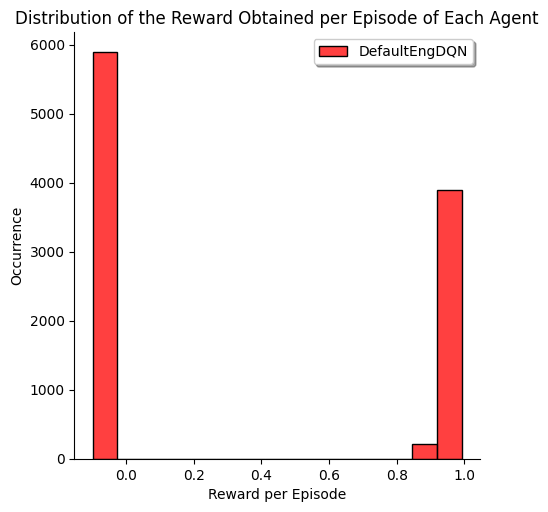 Distribution of the Reward Obtained per Episode of Each Agent
DefaultEngDQN
6000
5000
4000
3000
2000
1000
0
Occurrence
0.0 0.2 0.4 0.6 0.8 1.0
Reward per Episode